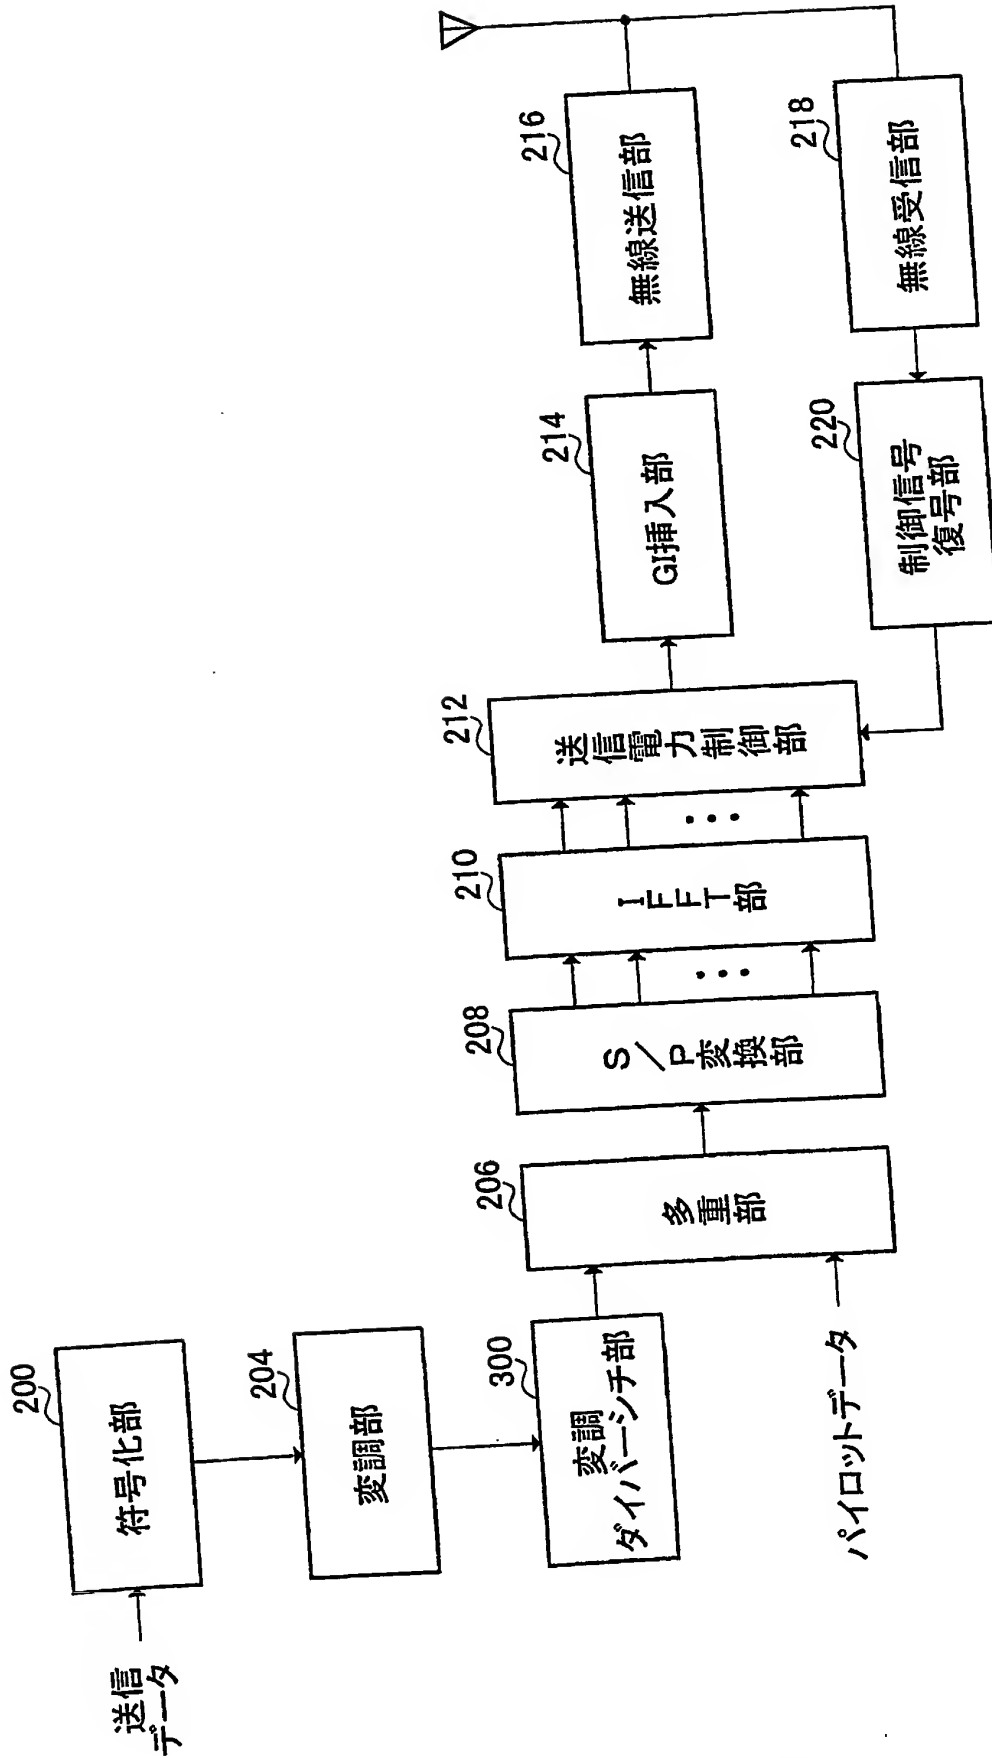 送信
データ
200
符号化部
204
変調部
300
変調
ダイバーシチ部
パイロットデータ
206
多重部
208
S/P変換部
210
IFFT部
212
送信電力制御部
214
GI挿入部
216
無線送信部
218
無線受信部
220
制御信号
復号部